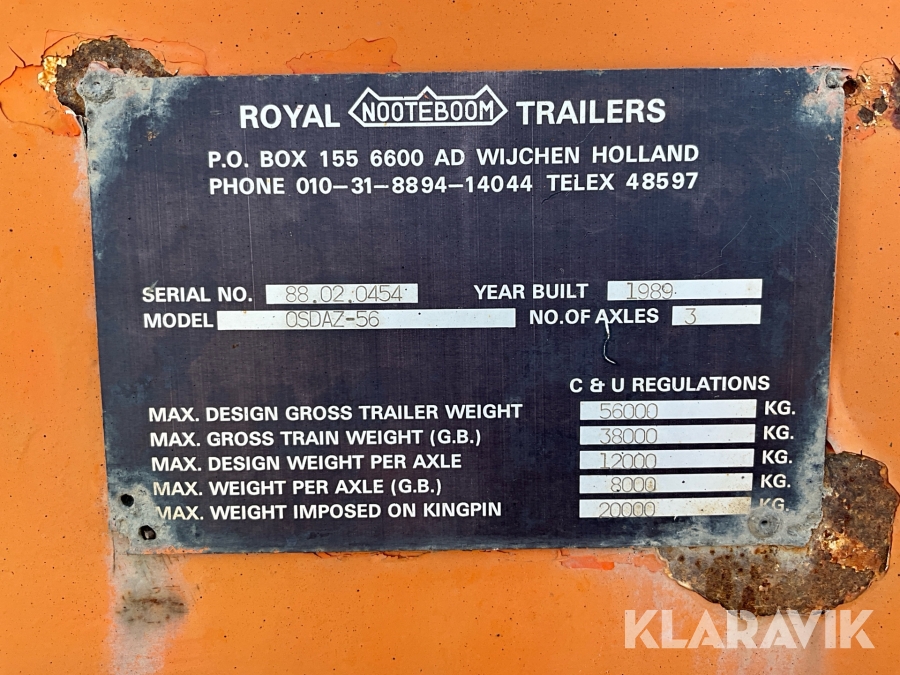 ROYAL NOOTEBOOM TRAILERS
P.O. BOX 155 6600 AD WIJCHEN HOLLAND
PHONE 010-31-8894-14044 TELEX 48597
SERIAL NO. 88.02.0454 YEAR BUILT 1989
MODEL OSDAZ-56 NO.OF AXLES 3
C & U REGULATIONS
MAX. DESIGN GROSS TRAILER WEIGHT 56000 KG.
MAX. GROSS TRAIN WEIGHT (G.B.) 38000 KG.
MAX. DESIGN WEIGHT PER AXLE 12000 KG.
MAX. WEIGHT PER AXLE (G.B.) 8000 KG.
MAX. WEIGHT IMPOSED ON KINGPIN 20000 KG.
KLARAVIK